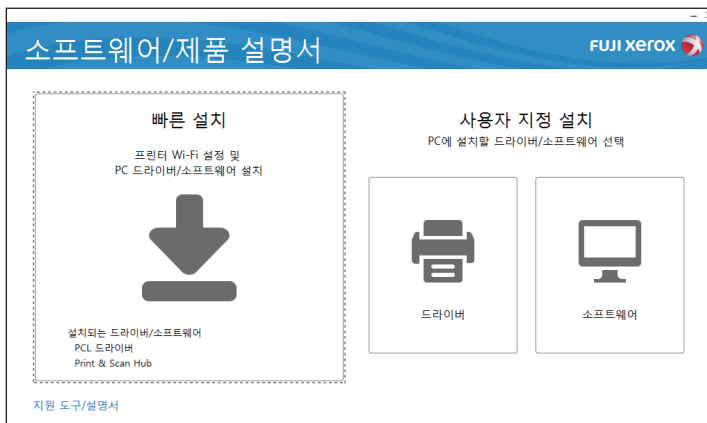 소프트웨어/제품 설명서
FUJI xerox
빠른 설치
프린터 Wi-Fi 설정 및
PC 드라이버/소프트웨어 설치
설치되는 드라이버/소프트웨어
PCL 드라이버
Print & Scan Hub
사용자 지정 설치
PC에 설치할 드라이버/소프트웨어 선택
드라이버
소프트웨어
지원 도구/설명서